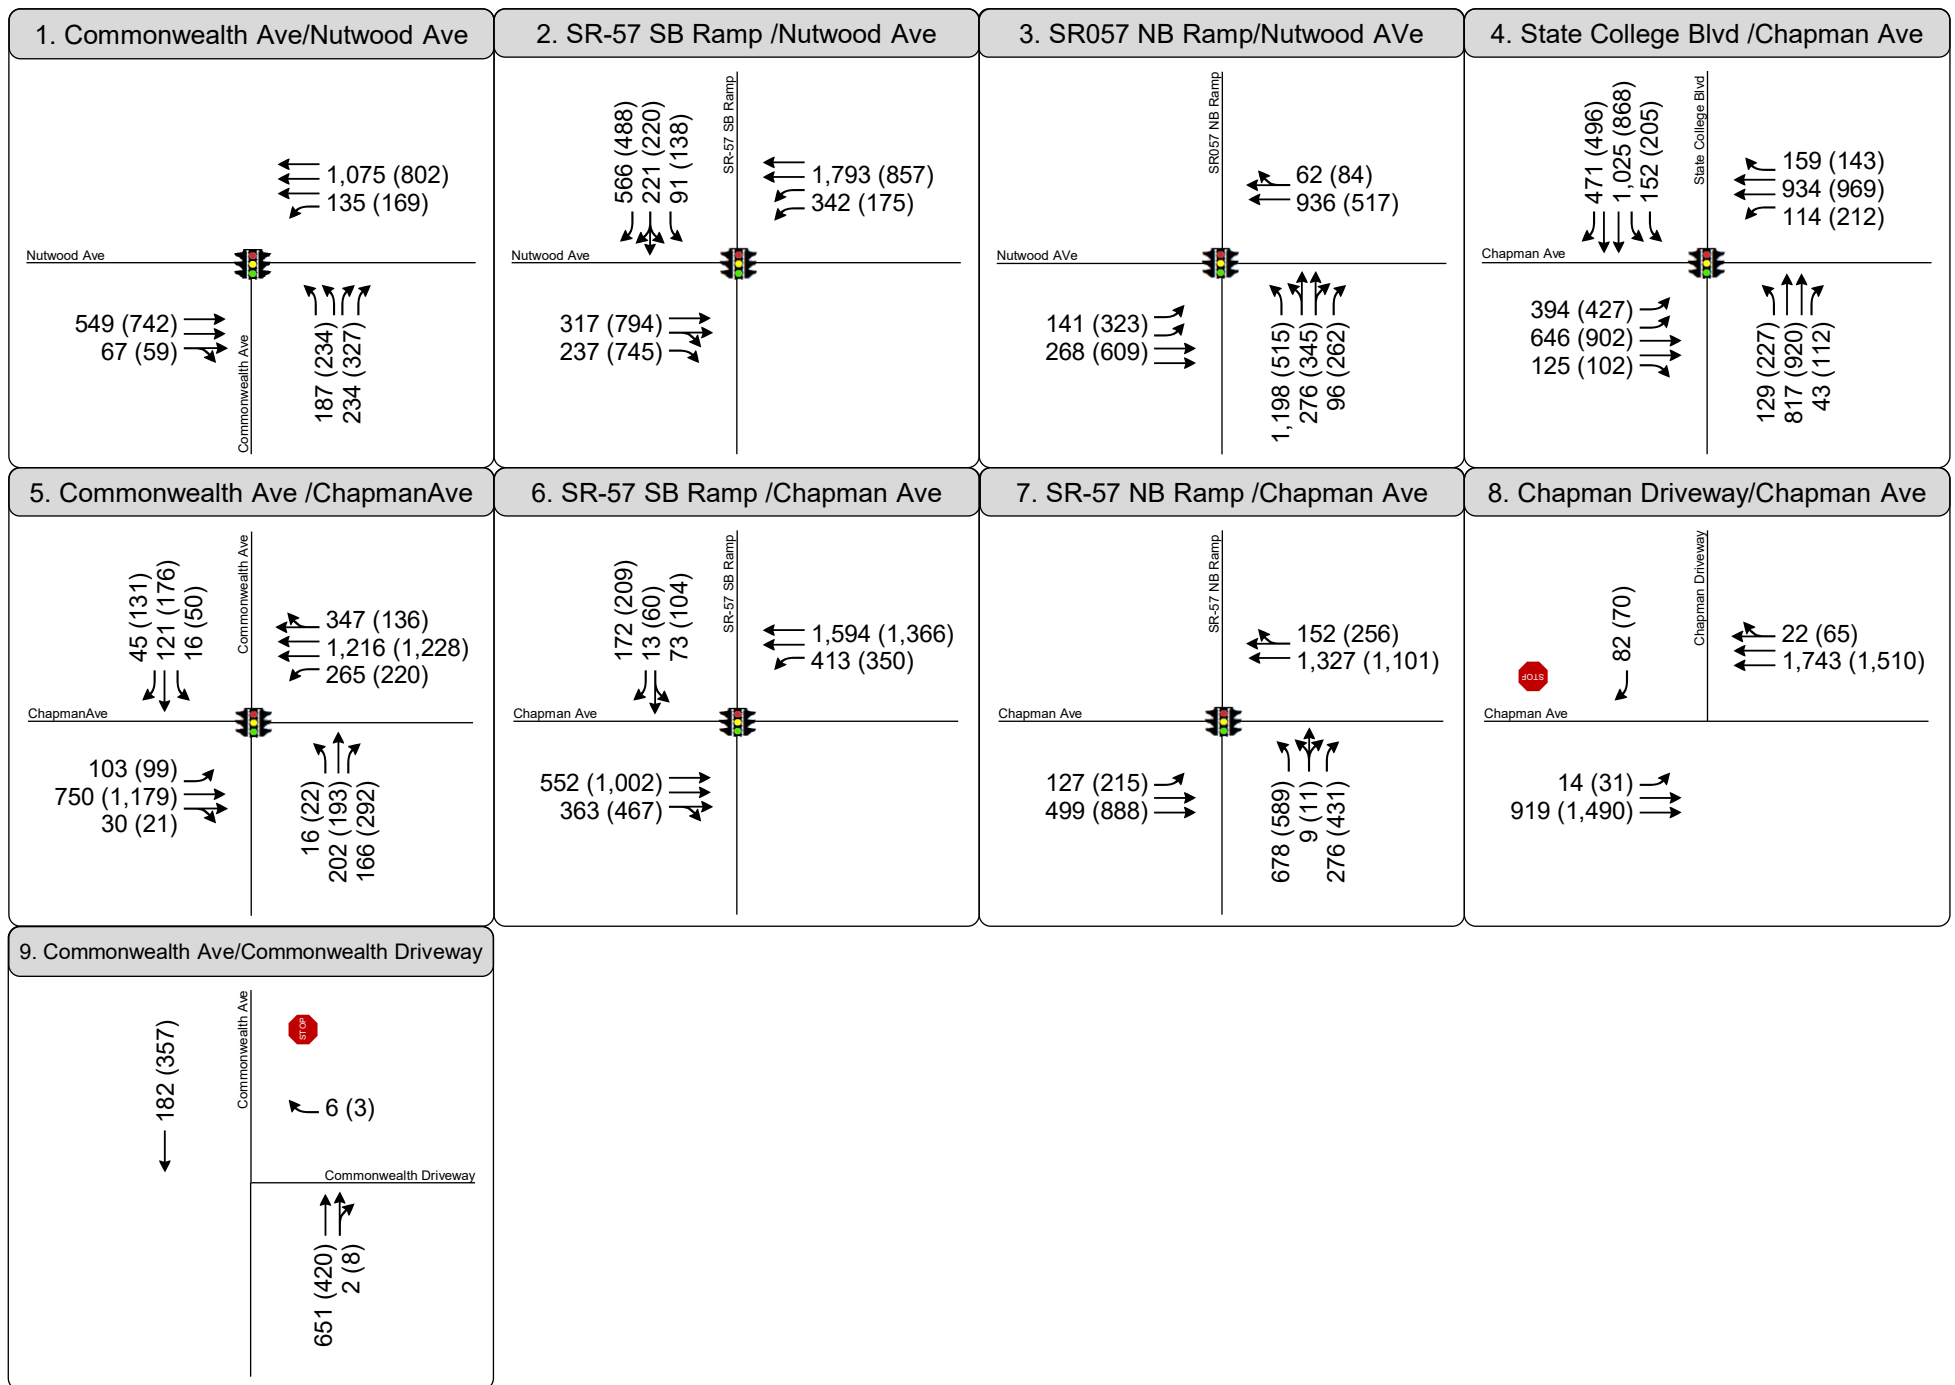 1. Commonwealth Ave/Nutwood Ave
1,075 (802)
135 (169)
Nutwood Ave
549 (742)
67 (59)
Commonwealth Ave
187 (234)
234 (327)
2. SR-57 SB Ramp /Nutwood Ave
566 (488)
221 (220)
91 (138)
SR-57 SB Ramp
1,793 (857)
342 (175)
Nutwood Ave
317 (794)
237 (745)
3. SR057 NB Ramp/Nutwood AVe
SR057 NB Ramp
62 (84)
936 (517)
Nutwood AVe
141 (323)
268 (609)
1,198 (515)
276 (345)
96 (262)
4. State College Blvd /Chapman Ave
471 (496)
1,025 (868)
152 (205)
State College Blvd
159 (143)
934 (969)
114 (212)
Chapman Ave
394 (427)
646 (902)
125 (102)
129 (227)
817 (920)
43 (112)
5. Commonwealth Ave /ChapmanAve
45 (131)
121 (176)
16 (50)
Commonwealth Ave
347 (136)
1,216 (1,228)
265 (220)
ChapmanAve
103 (99)
750 (1,179)
30 (21)
16 (22)
202 (193)
166 (292)
6. SR-57 SB Ramp /Chapman Ave
172 (209)
13 (60)
73 (104)
SR-57 SB Ramp
1,594 (1,366)
413 (350)
Chapman Ave
552 (1,002)
363 (467)
7. SR-57 NB Ramp /Chapman Ave
SR-57 NB Ramp
152 (256)
1,327 (1,101)
Chapman Ave
127 (215)
499 (888)
678 (589)
9 (11)
276 (431)
8. Chapman Driveway/Chapman Ave
STOP
82 (70)
Chapman Driveway
22 (65)
1,743 (1,510)
Chapman Ave
14 (31)
919 (1,490)
9. Commonwealth Ave/Commonwealth Driveway
182 (357)
Commonwealth Ave
STOP
6 (3)
Commonwealth Driveway
651 (420)
2 (8)